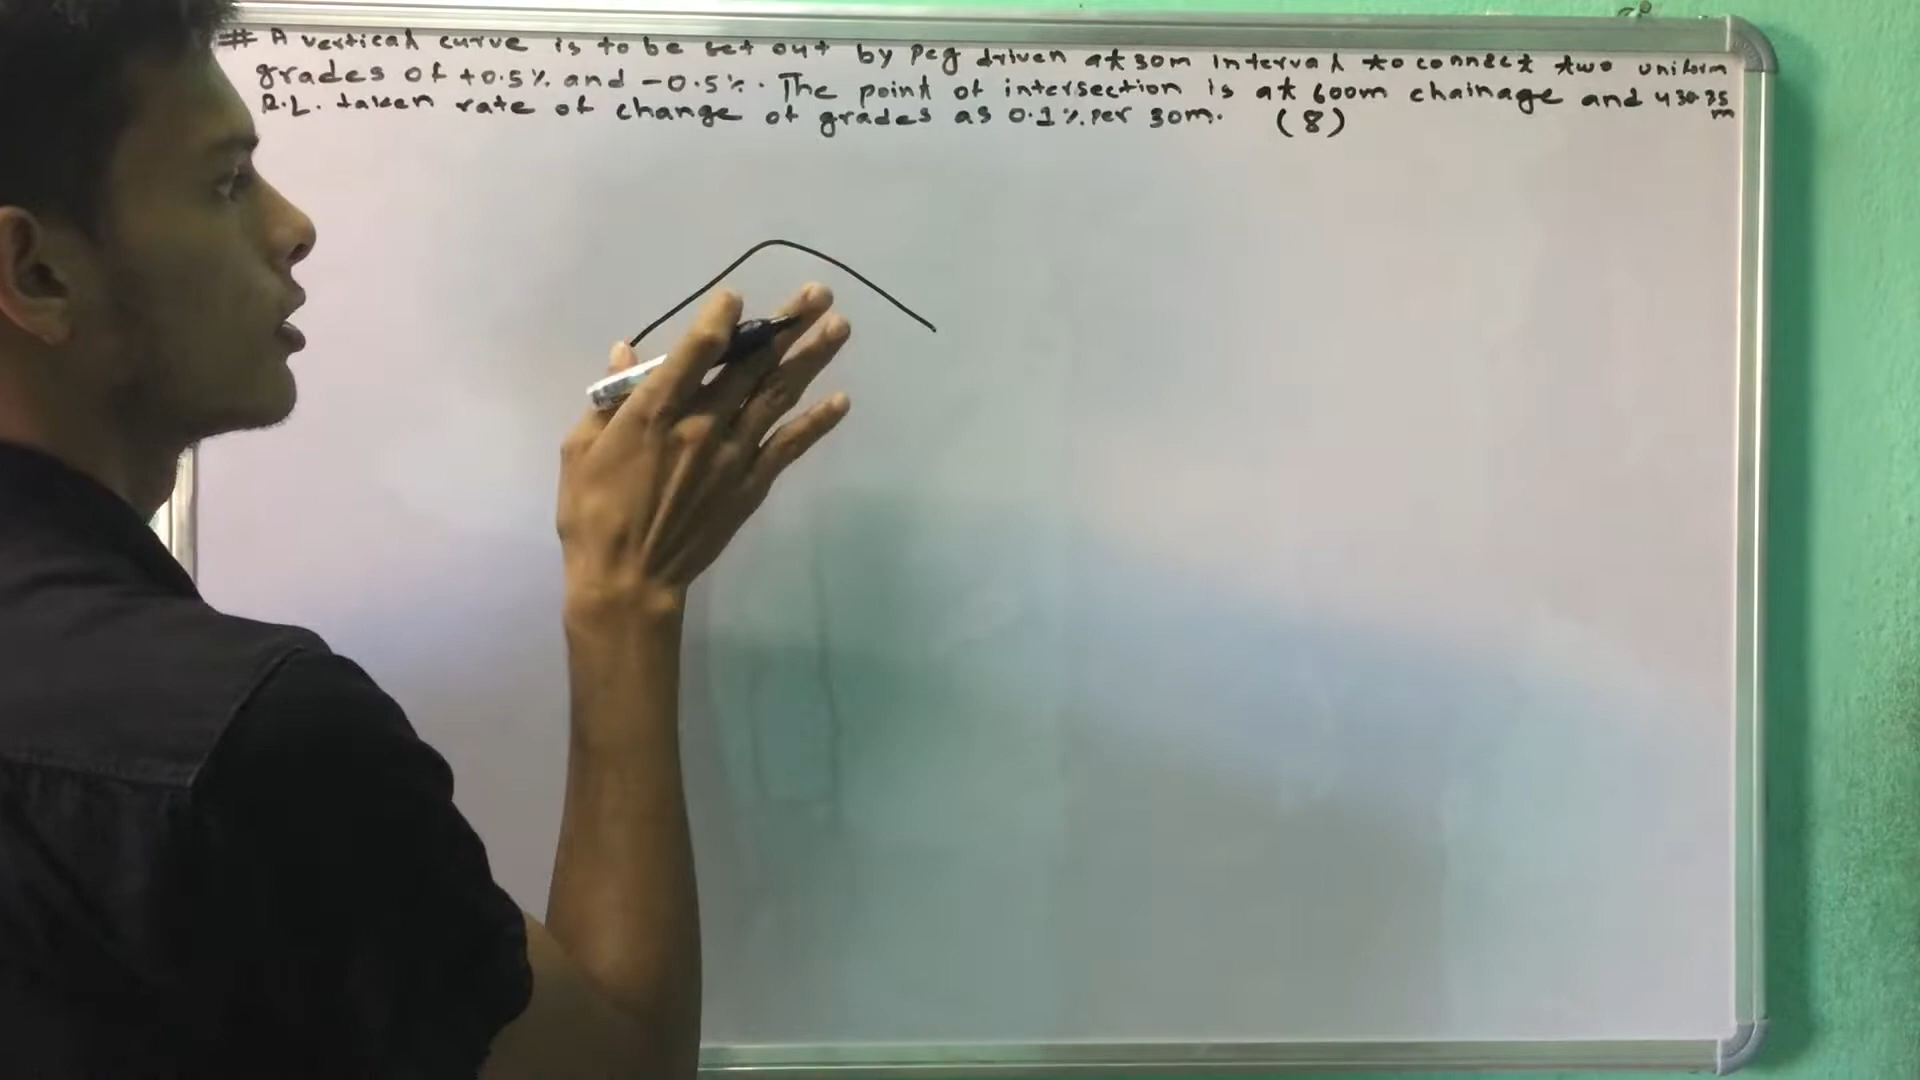 # A vertical curve is to be set out by peg driven at 30m interval to connect two uniform
grades of +0.5% and -0.5%. The point of intersection is at 600m chainage and 430.35
m
R.L. taken rate of change of grades as 0.1% per 30m. (8)